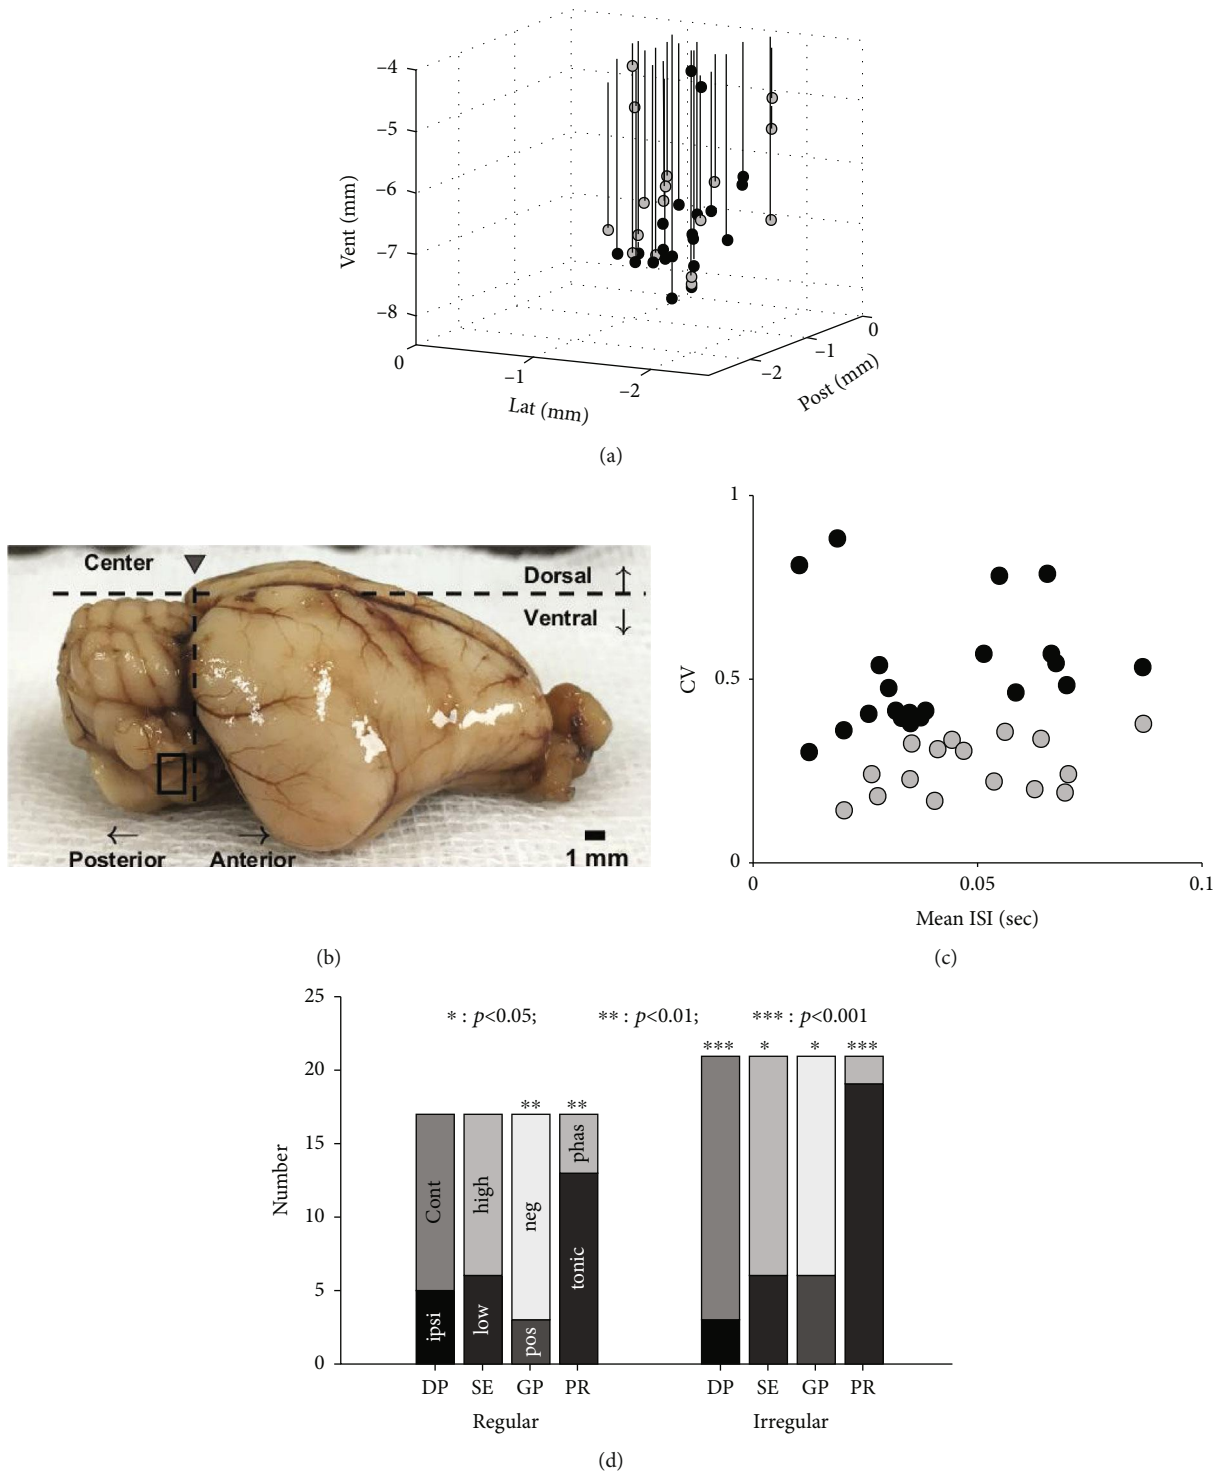 −4
−5
−6
−7
−8
Vent (mm)
0
−1
−2
Lat (mm)
−2
−1
0
Post (mm)
(a)
Center
Dorsal ↑
Ventral ↓
←
Posterior
→
Anterior
1 mm
(b)
1
0.5
0
CV
0
0.05
0.1
Mean ISI (sec)
(c)
25
20
15
10
5
0
Number
* : p<0.05;
** : p<0.01;
*** : p<0.001
**
**
***
*
*
***
Cont
ipsi
high
low
neg
pos
phas
tonic
DP
SE
GP
PR
DP
SE
GP
PR
Regular
Irregular
(d)